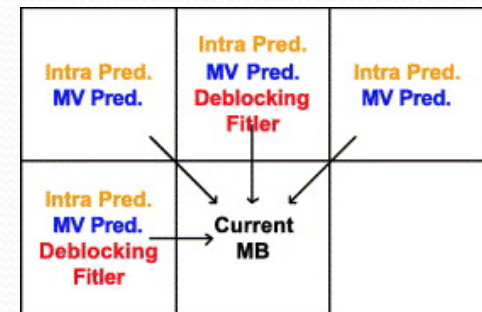 Intra Pred.
MV Pred.
Intra Pred.
MV Pred.
Deblocking
Fitler
Intra Pred.
MV Pred.
Intra Pred.
MV Pred.
Deblocking
Fitler
Current
MB